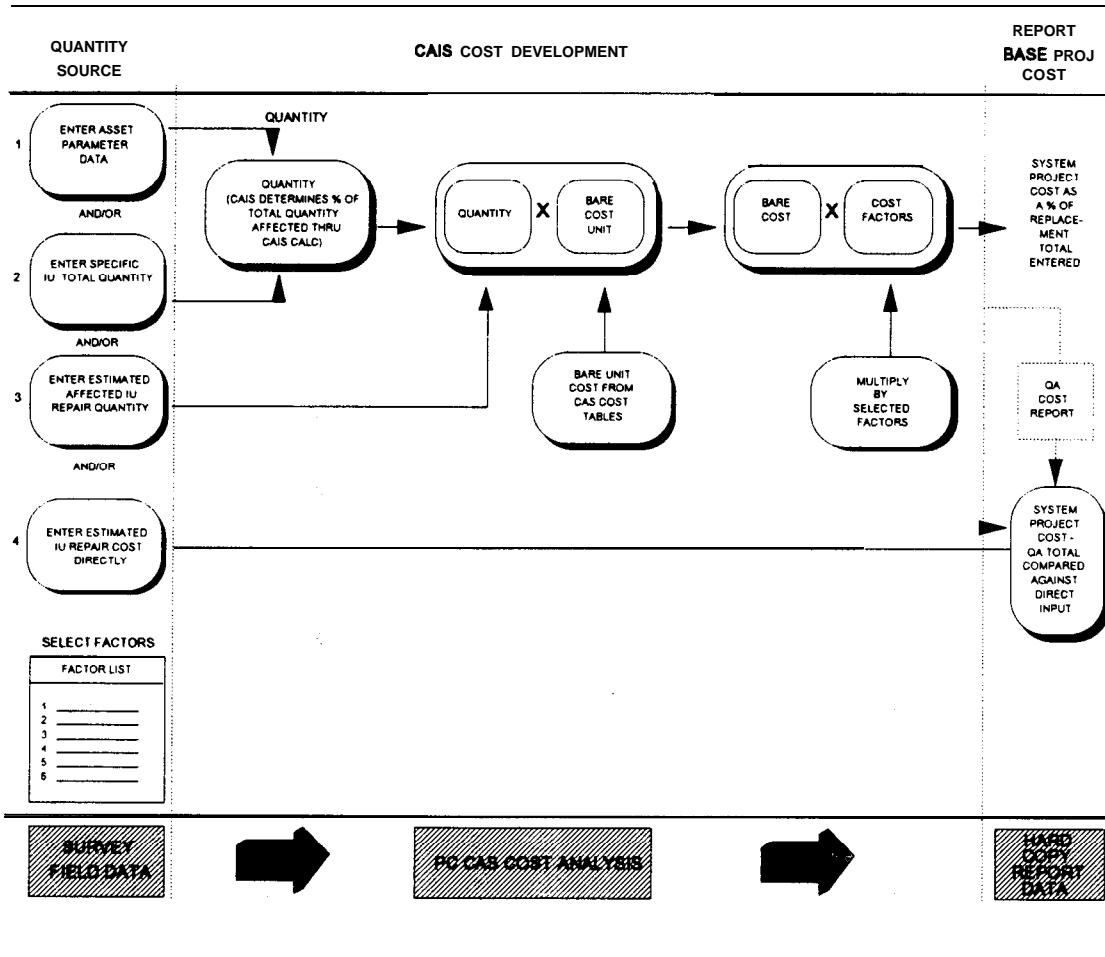 QUANTITY
SOURCE
CAIS COST DEVELOPMENT
REPORT
BASE PROJ
COST
1
ENTER ASSET
PARAMETER
DATA
AND/OR
2
ENTER SPECIFIC
IU TOTAL QUANTITY
AND/OR
3
ENTER ESTIMATED
AFFECTED IU
REPAIR QUANTITY
AND/OR
4
ENTER ESTIMATED
IU REPAIR COST
DIRECTLY
QUANTITY
QUANTITY
(CAIS DETERMINES % OF
TOTAL QUANTITY
AFFECTED THRU
CAIS CALC)
QUANTITY
X
BARE
COST
UNIT
BARE UNIT
COST FROM
CAS COST
TABLES
BARE
COST
X
COST
FACTORS
MULTIPLY
BY
SELECTED
FACTORS
SYSTEM
PROJECT
COST AS
A % OF
REPLACE-
MENT
TOTAL
ENTERED
QA
COST
REPORT
SYSTEM
PROJECT
COST -
QA TOTAL
COMPARED
AGAINST
DIRECT
INPUT
SELECT FACTORS
FACTOR LIST
1
2
3
4
5
6
SURVEY
FIELD DATA
PC CAS COST ANALYSIS
HARD
COPY
REPORT
DATA